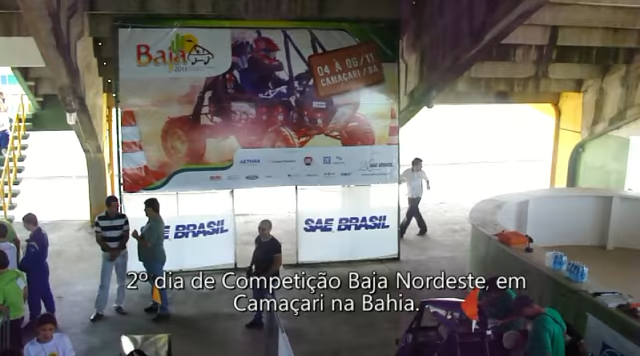 Baja
04 À 06/11
CAMAÇARI / BA
SAE BRASIL
E BRASIL
SAE BRASIL
2º dia de Competição Baja Nordeste, em
Camaçari na Bahia.